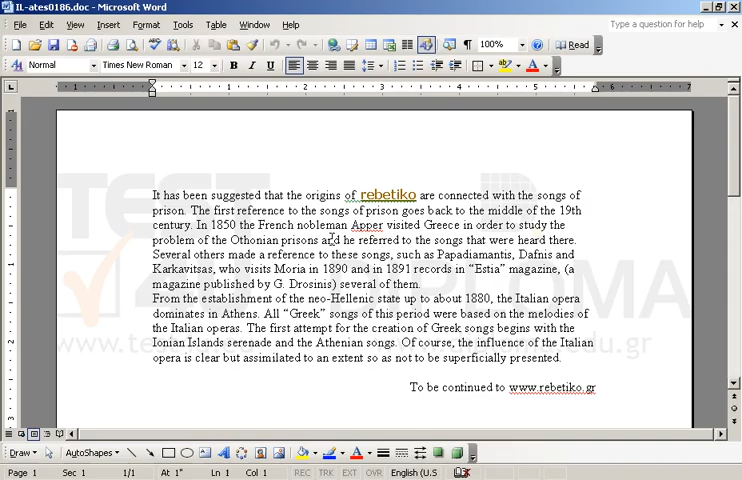 IL-ates0186.doc - Microsoft Word
File Edit View Insert Format Tools Table Window Help Type a question for help
100% Read
Normal Times New Roman 12 B I U
1 1 2 3 4 5 6 7
It has been suggested that the origins of rebetiko are connected with the songs of
prison. The first reference to the songs of prison goes back to the middle of the 19th
century. In 1850 the French nobleman Apper visited Greece in order to study the
problem of the Othonian prisons and he referred to the songs that were heard there.
Several others made a reference to these songs, such as Papadiamantis, Dafnis and
Karkavitsas, who visits Moria in 1890 and in 1891 records in “Estia” magazine, (a
magazine published by G. Drosinis) several of them.
From the establishment of the neo-Hellenic state up to about 1880, the Italian opera
dominates in Athens. All “Greek” songs of this period were based on the melodies of
the Italian operas. The first attempt for the creation of Greek songs begins with the
Ionian Islands serenade and the Athenian songs. Of course, the influence of the Italian
opera is clear but assimilated to an extent so as not to be superficially presented.
To be continued to www.rebetiko.gr
Draw AutoShapes
Page 1 Sec 1 1/1 At 1" Ln 1 Col 1 REC TRK EXT OVR English (U.S